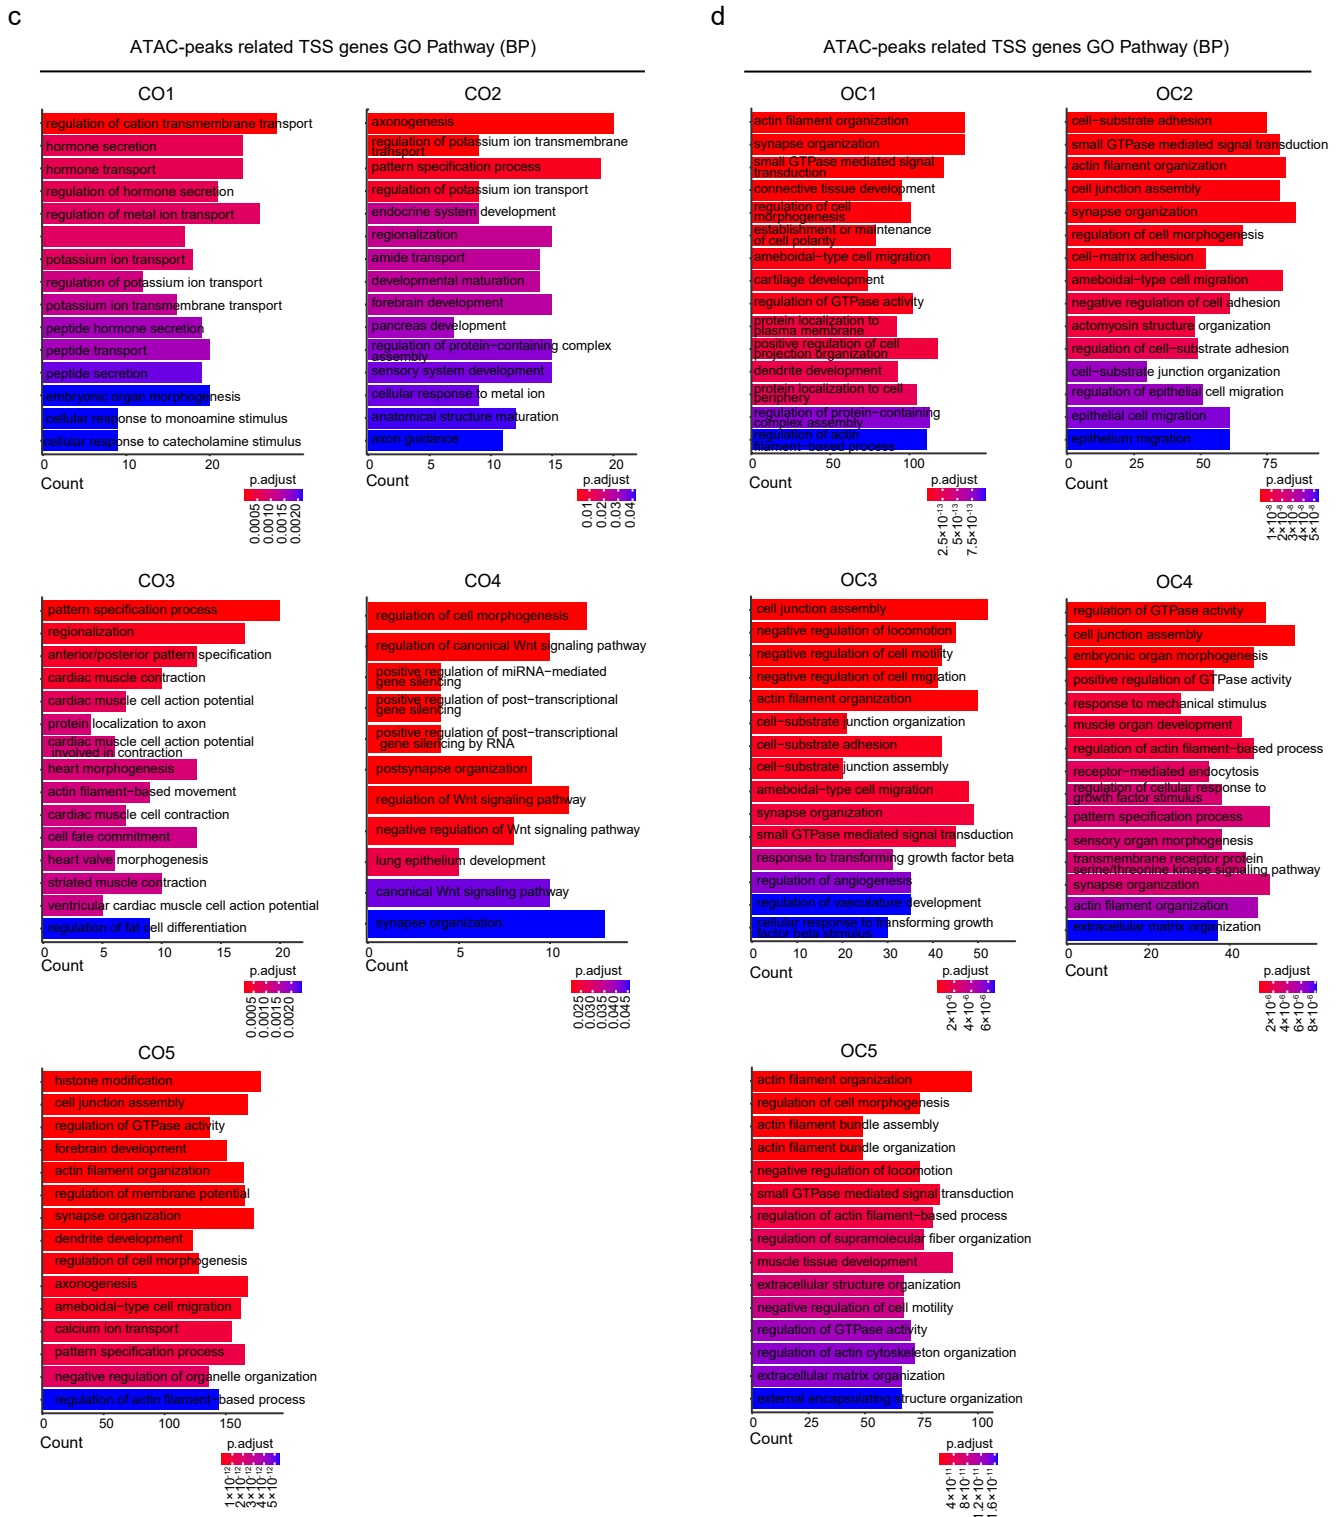 c
ATAC-peaks related TSS genes GO Pathway (BP)
CO1
regulation of cation transmembrane transport
hormone secretion
hormone transport
regulation of hormone secretion
regulation of metal ion transport
potassium ion transport
regulation of potassium ion transport
potassium ion transmembrane transport
peptide hormone secretion
peptide transport
peptide secretion
embryonic organ morphogenesis
cellular response to monoamine stimulus
cellular response to catecholamine stimulus
0 10 20
Count
p.adjust
0.0005
0.0010
0.0015
0.0020
CO2
axonogenesis
regulation of potassium ion transmembrane
transport
pattern specification process
regulation of potassium ion transport
endocrine system development
regionalization
amide transport
developmental maturation
forebrain development
pancreas development
regulation of protein−containing complex
assembly
sensory system development
cellular response to metal ion
anatomical structure maturation
axon guidance
0 5 10 15 20
Count
p.adjust
0.01
0.02
0.03
0.04
CO3
pattern specification process
regionalization
anterior/posterior pattern specification
cardiac muscle contraction
cardiac muscle cell action potential
protein localization to axon
cardiac muscle cell action potential
involved in contraction
heart morphogenesis
actin filament−based movement
cardiac muscle cell contraction
cell fate commitment
heart valve morphogenesis
striated muscle contraction
ventricular cardiac muscle cell action potential
regulation of fat cell differentiation
0 5 10 15 20
Count
p.adjust
0.0005
0.0010
0.0015
0.0020
CO4
regulation of cell morphogenesis
regulation of canonical Wnt signaling pathway
positive regulation of miRNA−mediated
gene silencing
positive regulation of post−transcriptional
gene silencing
positive regulation of post−transcriptional
gene silencing by RNA
postsynapse organization
regulation of Wnt signaling pathway
negative regulation of Wnt signaling pathway
lung epithelium development
canonical Wnt signaling pathway
synapse organization
0 5 10
Count
p.adjust
0.025
0.030
0.035
0.040
0.045
CO5
histone modification
cell junction assembly
regulation of GTPase activity
forebrain development
actin filament organization
regulation of membrane potential
synapse organization
dendrite development
regulation of cell morphogenesis
axonogenesis
ameboidal−type cell migration
calcium ion transport
pattern specification process
negative regulation of organelle organization
regulation of actin filament−based process
0 50 100 150
Count
p.adjust
1×10⁻¹²
2×10⁻¹²
3×10⁻¹²
4×10⁻¹²
5×10⁻¹²
d
ATAC-peaks related TSS genes GO Pathway (BP)
OC1
actin filament organization
synapse organization
small GTPase mediated signal
transduction
connective tissue development
regulation of cell
morphogenesis
establishment or maintenance
of cell polarity
ameboidal−type cell migration
cartilage development
regulation of GTPase activity
protein localization to
plasma membrane
positive regulation of cell
projection organization
dendrite development
protein localization to cell
periphery
regulation of protein−containing
complex assembly
regulation of actin
filament−based process
0 50 100
Count
p.adjust
2.5×10⁻¹³
5×10⁻¹³
7.5×10⁻¹³
OC2
cell−substrate adhesion
small GTPase mediated signal transduction
actin filament organization
cell junction assembly
synapse organization
regulation of cell morphogenesis
cell−matrix adhesion
ameboidal−type cell migration
negative regulation of cell adhesion
actomyosin structure organization
regulation of cell−substrate adhesion
cell−substrate junction organization
regulation of epithelial cell migration
epithelial cell migration
epithelium migration
0 25 50 75
Count
p.adjust
1×10⁻⁸
2×10⁻⁸
3×10⁻⁸
4×10⁻⁸
5×10⁻⁸
OC3
cell junction assembly
negative regulation of locomotion
negative regulation of cell motility
negative regulation of cell migration
actin filament organization
cell−substrate junction organization
cell−substrate adhesion
cell−substrate junction assembly
ameboidal−type cell migration
synapse organization
small GTPase mediated signal transduction
response to transforming growth factor beta
regulation of angiogenesis
regulation of vasculature development
cellular response to transforming growth
factor beta stimulus
0 10 20 30 40 50
Count
p.adjust
2×10⁻⁶
4×10⁻⁶
6×10⁻⁶
OC4
regulation of GTPase activity
cell junction assembly
embryonic organ morphogenesis
positive regulation of GTPase activity
response to mechanical stimulus
muscle organ development
regulation of actin filament−based process
receptor−mediated endocytosis
regulation of cellular response to
growth factor stimulus
pattern specification process
sensory organ morphogenesis
transmembrane receptor protein
serine/threonine kinase signaling pathway
synapse organization
actin filament organization
extracellular matrix organization
20 40
Count
p.adjust
2×10⁻⁶
4×10⁻⁶
6×10⁻⁶
8×10⁻⁶
OC5
actin filament organization
regulation of cell morphogenesis
actin filament bundle assembly
actin filament bundle organization
negative regulation of locomotion
small GTPase mediated signal transduction
regulation of actin filament−based process
regulation of supramolecular fiber organization
muscle tissue development
extracellular structure organization
negative regulation of cell motility
regulation of GTPase activity
regulation of actin cytoskeleton organization
extracellular matrix organization
external encapsulating structure organization
0 25 50 75 100
Count
p.adjust
4×10⁻¹¹
8×10⁻¹¹
1.2×10⁻¹¹
1.6×10⁻¹¹